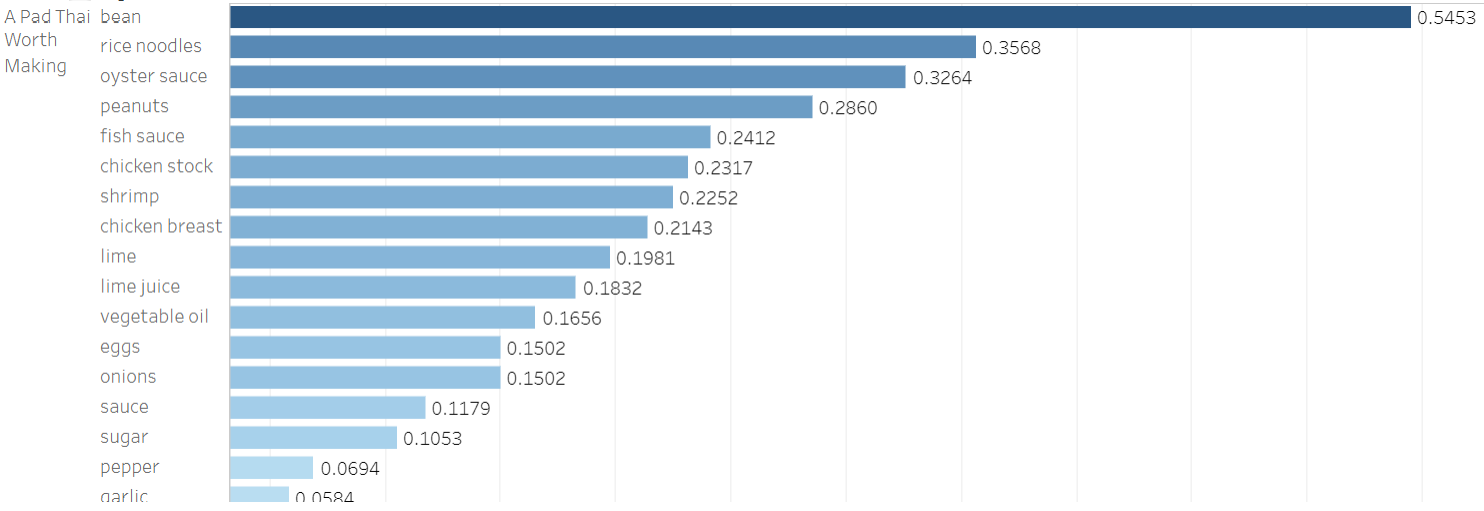 A Pad Thai Worth Making
bean 0.5453
rice noodles 0.3568
oyster sauce 0.3264
peanuts 0.2860
fish sauce 0.2412
chicken stock 0.2317
shrimp 0.2252
chicken breast 0.2143
lime 0.1981
lime juice 0.1832
vegetable oil 0.1656
eggs 0.1502
onions 0.1502
sauce 0.1179
sugar 0.1053
pepper 0.0694
garlic 0.0584